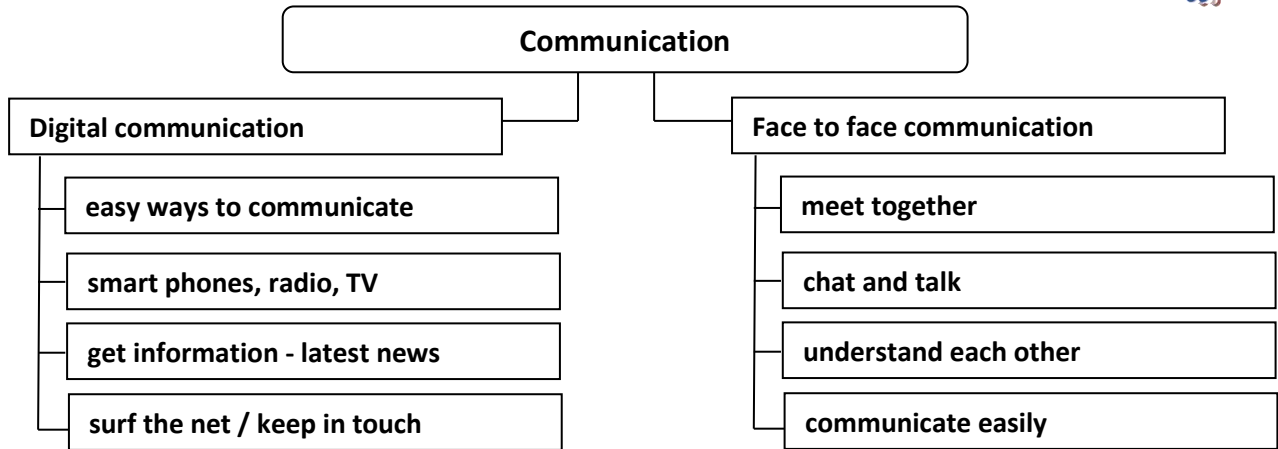 Communication
Digital communication
easy ways to communicate
smart phones, radio, TV
get information - latest news
surf the net / keep in touch
Face to face communication
meet together
chat and talk
understand each other
communicate easily